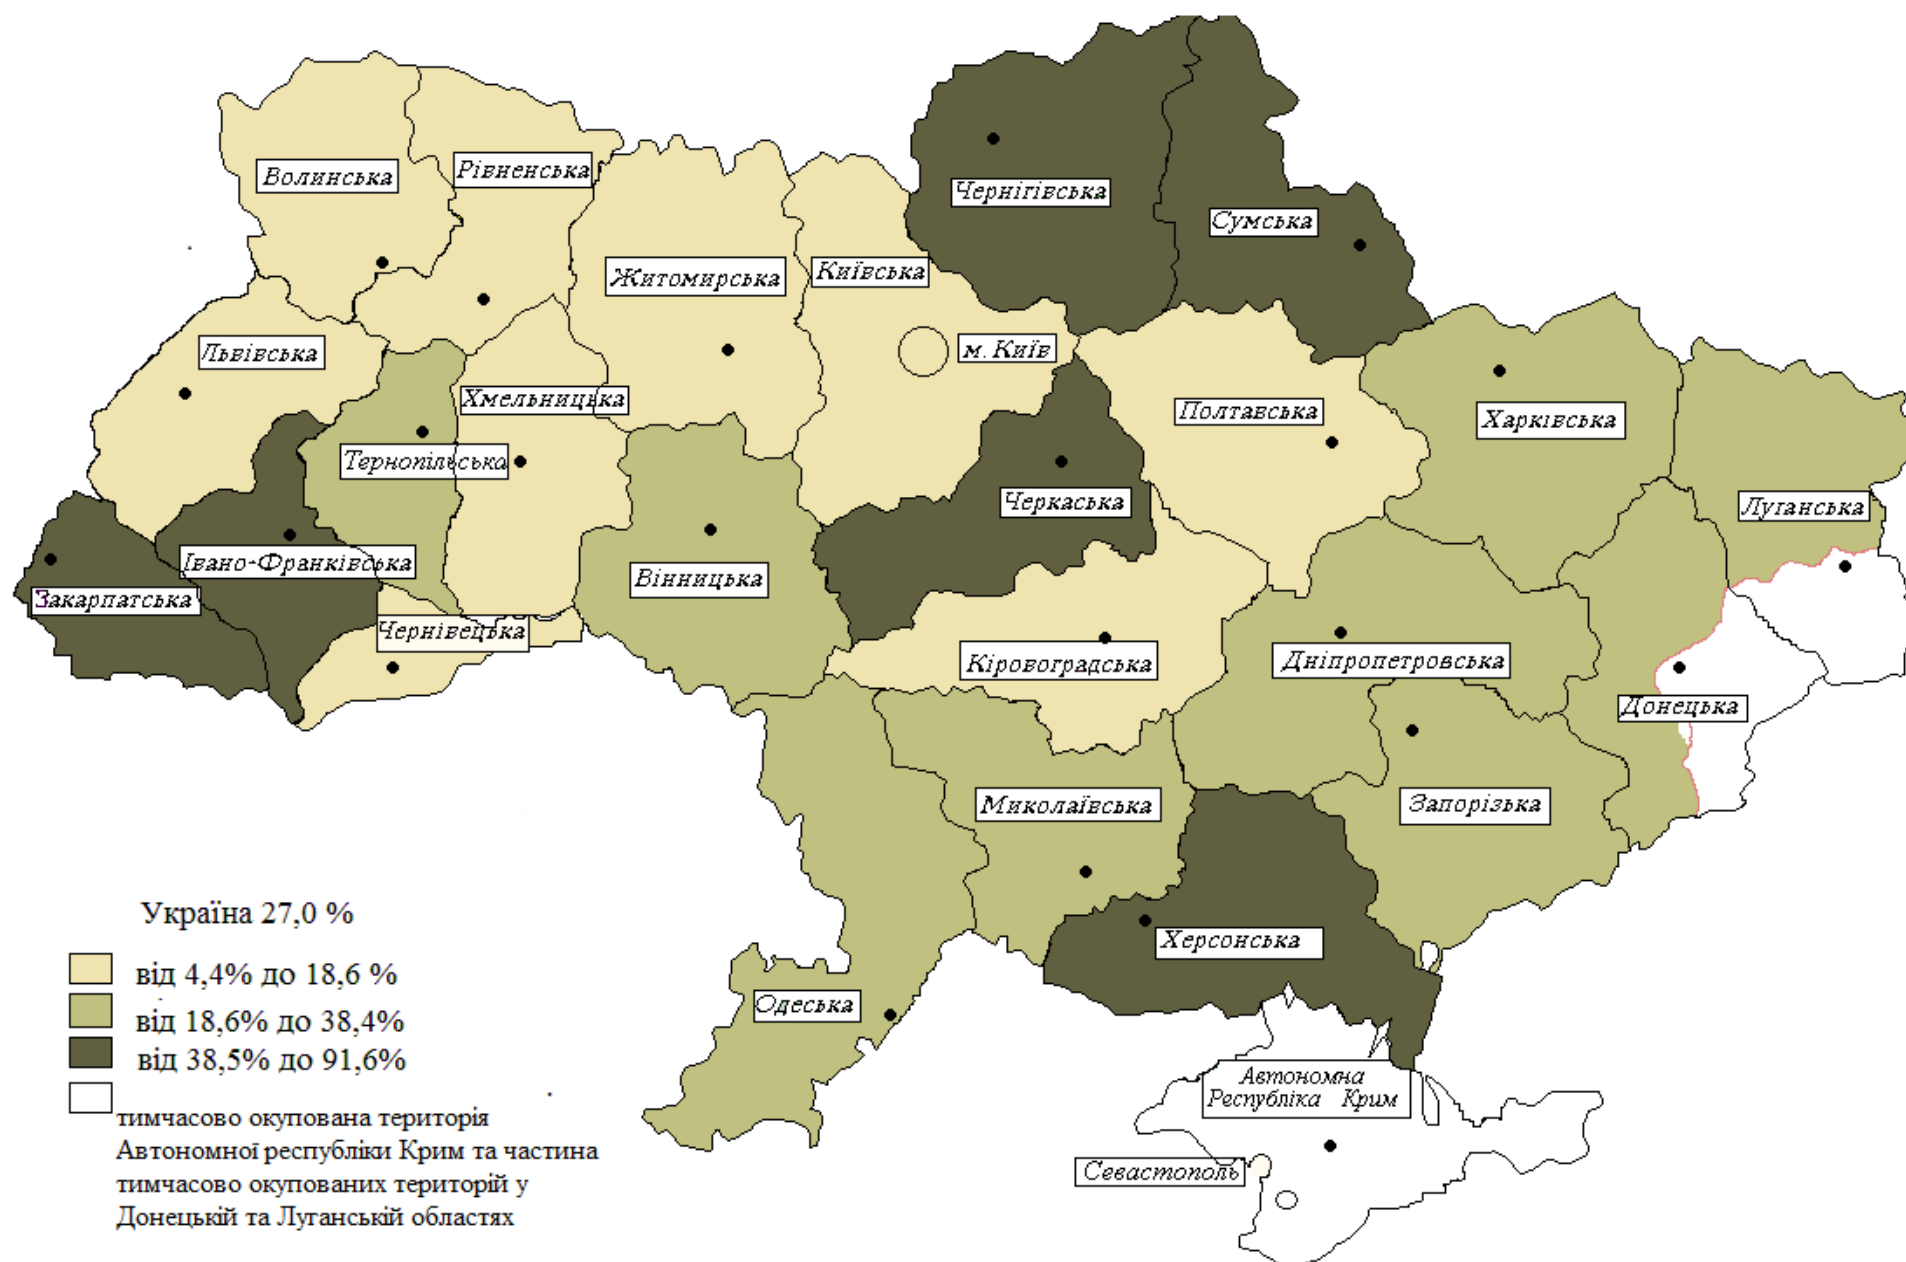 Волинська
Рівненська
Чернігівська
Сумська
Житомирська
Київська
м. Київ
Львівська
Хмельницька
Полтавська
Харківська
Тернопільська
Черкаська
Луганська
Івано-Франківська
Вінницька
Закарпатська
Чернівецька
Кіровоградська
Дніпропетровська
Донецька
Миколаївська
Запорізька
Херсонська
Одеська
Автономна
Республіка Крим
Севастополь
Україна 27,0 %
від 4,4% до 18,6 %
від 18,6% до 38,4%
від 38,5% до 91,6%
тимчасово окупована територія
Автономної республіки Крим та частина
тимчасово окупованих територій у
Донецькій та Луганській областях